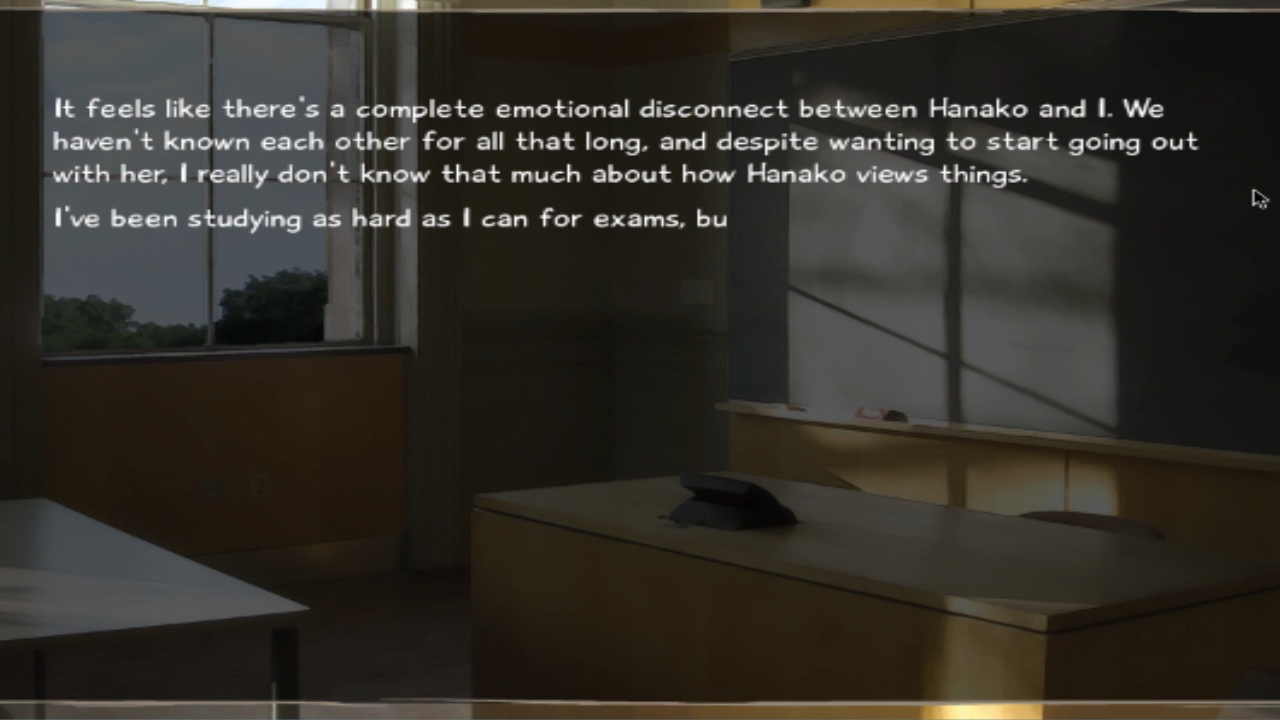 It feels like there's a complete emotional disconnect between Hanako and I. We
haven't known each other for all that long, and despite wanting to start going out
with her, I really don't know that much about how Hanako views things.
I've been studying as hard as I can for exams, bu